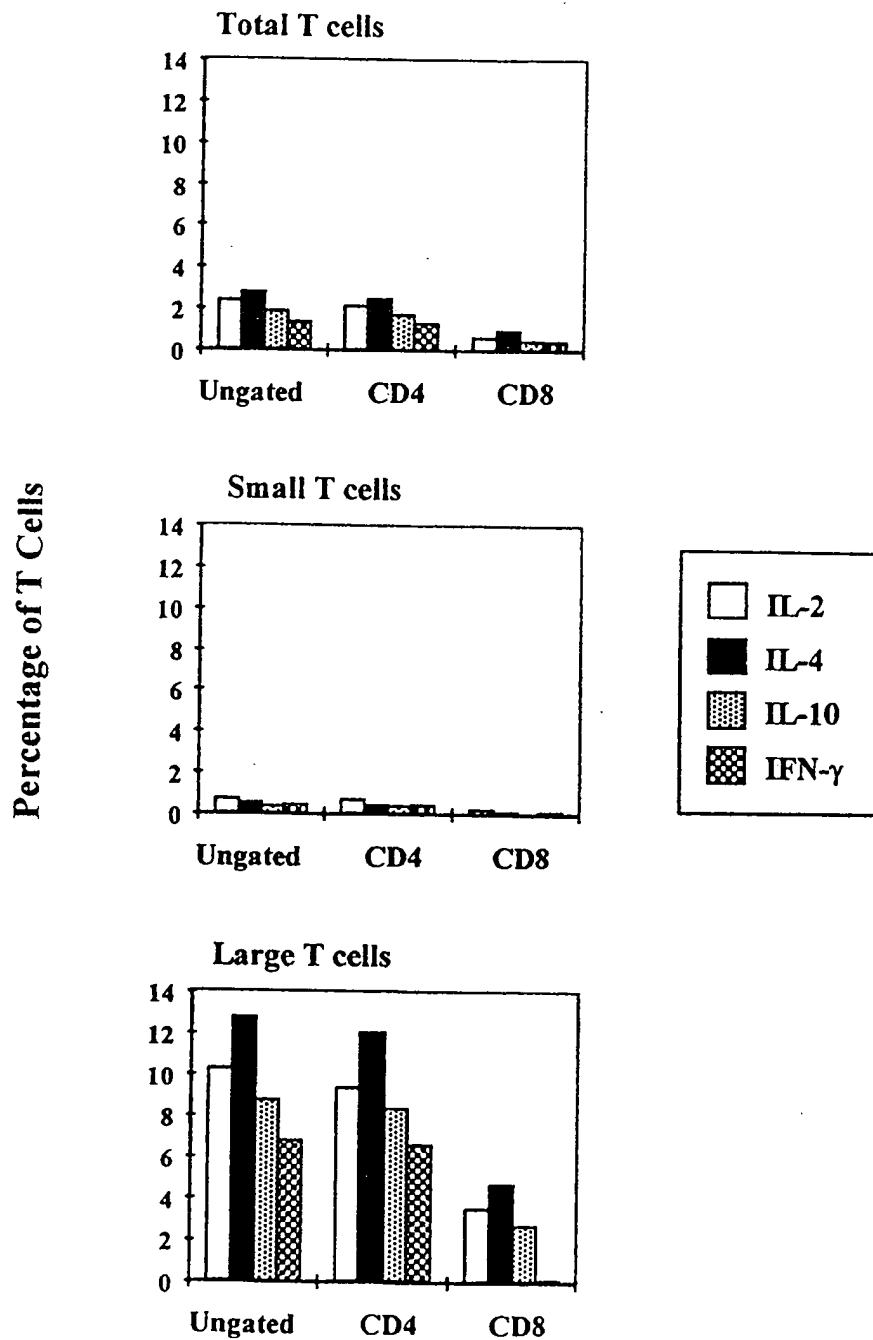 Total T cells
14
12
10
8
6
4
2
0
Ungated CD4 CD8
Percentage of T Cells
Small T cells
14
12
10
8
6
4
2
0
Ungated CD4 CD8
IL-2
IL-4
IL-10
IFN-γ
Large T cells
14
12
10
8
6
4
2
0
Ungated CD4 CD8